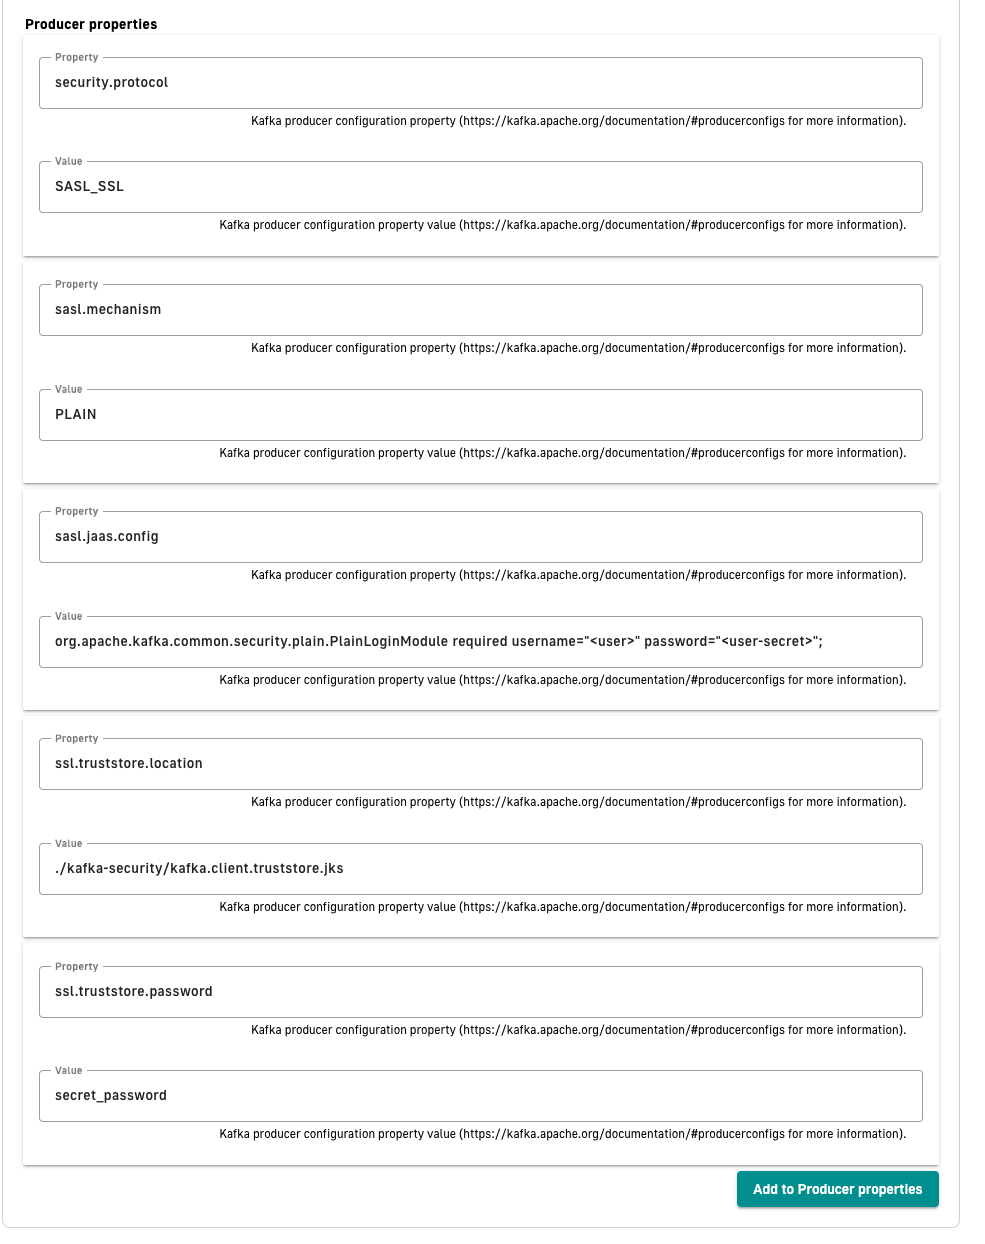 Producer properties
Property
security.protocol
Kafka producer configuration property (https://kafka.apache.org/documentation/#producerconfigs for more information).
Value
SASL_SSL
Kafka producer configuration property value (https://kafka.apache.org/documentation/#producerconfigs for more information).
Property
sasl.mechanism
Kafka producer configuration property (https://kafka.apache.org/documentation/#producerconfigs for more information).
Value
PLAIN
Kafka producer configuration property value (https://kafka.apache.org/documentation/#producerconfigs for more information).
Property
sasl.jaas.config
Kafka producer configuration property (https://kafka.apache.org/documentation/#producerconfigs for more information).
Value
org.apache.kafka.common.security.plain.PlainLoginModule required username="<user>" password="<user-secret>";
Kafka producer configuration property value (https://kafka.apache.org/documentation/#producerconfigs for more information).
Property
ssl.truststore.location
Kafka producer configuration property (https://kafka.apache.org/documentation/#producerconfigs for more information).
Value
./kafka-security/kafka.client.truststore.jks
Kafka producer configuration property value (https://kafka.apache.org/documentation/#producerconfigs for more information).
Property
ssl.truststore.password
Kafka producer configuration property (https://kafka.apache.org/documentation/#producerconfigs for more information).
Value
secret_password
Kafka producer configuration property value (https://kafka.apache.org/documentation/#producerconfigs for more information).
Add to Producer properties